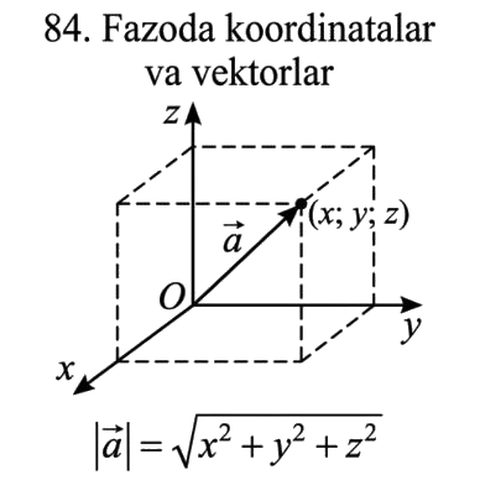 84. Fazoda koordinatalar
va vektorlar
z
(x; y; z)
a⃗
O
y
x
|a⃗| = √(x² + y² + z²)